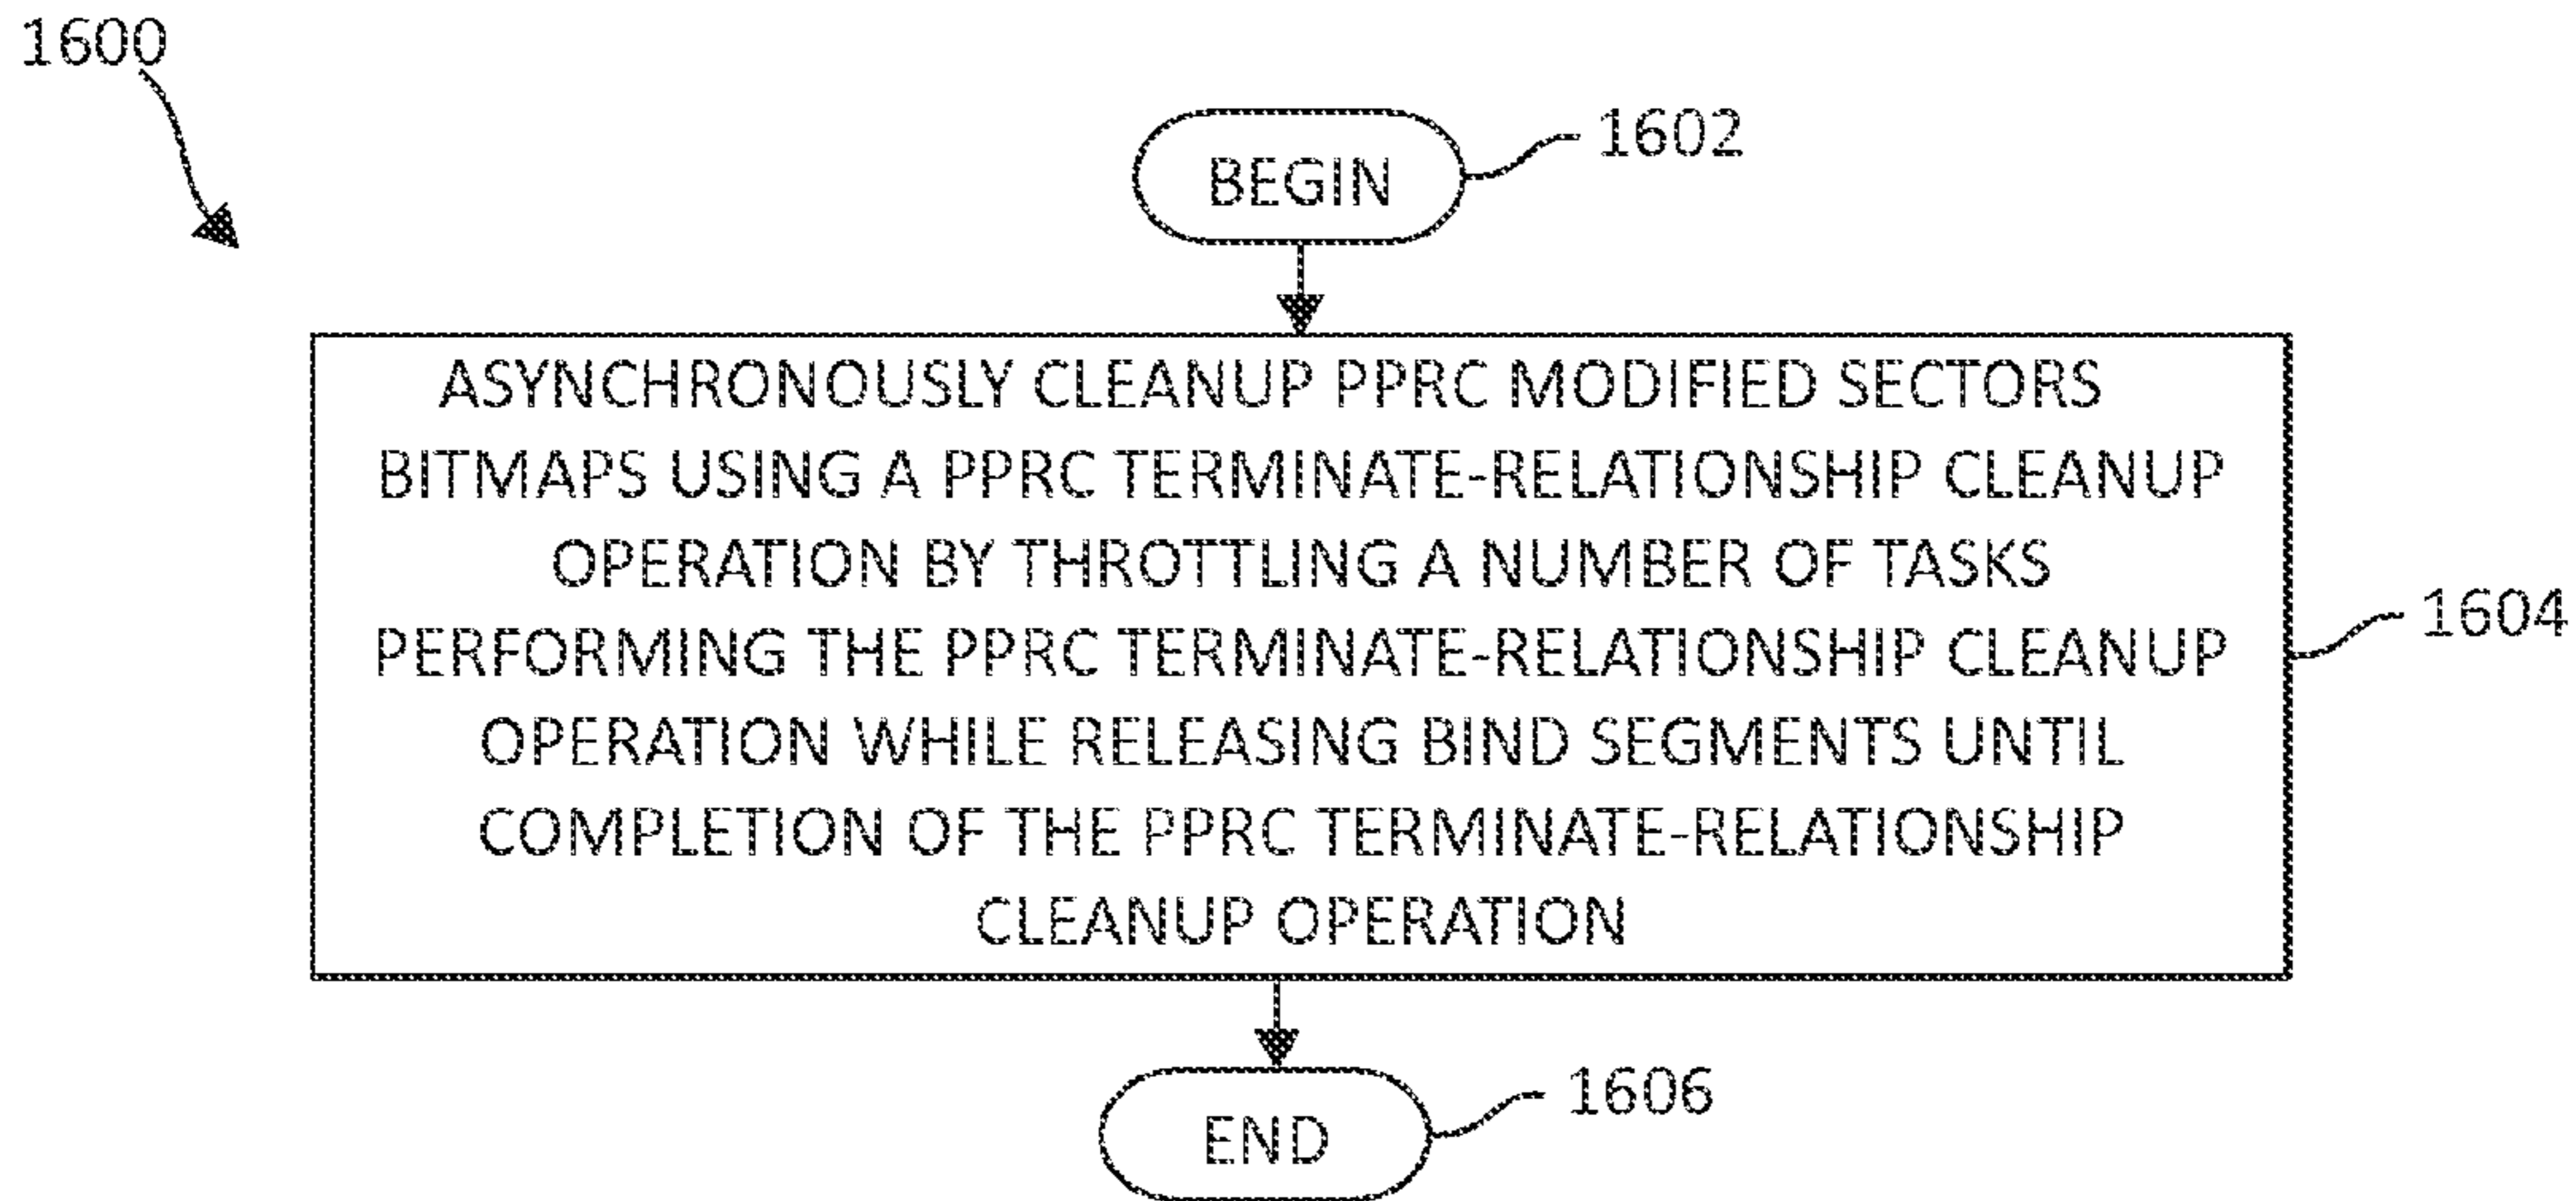 1600
1602
BEGIN
ASYNCHRONOUSLY CLEANUP PPRC MODIFIED SECTORS
BITMAPS USING A PPRC TERMINATE-RELATIONSHIP CLEANUP
OPERATION BY THROTTLING A NUMBER OF TASKS
PERFORMING THE PPRC TERMINATE-RELATIONSHIP CLEANUP
OPERATION WHILE RELEASING BIND SEGMENTS UNTIL
COMPLETION OF THE PPRC TERMINATE-RELATIONSHIP
CLEANUP OPERATION
1604
1606
END